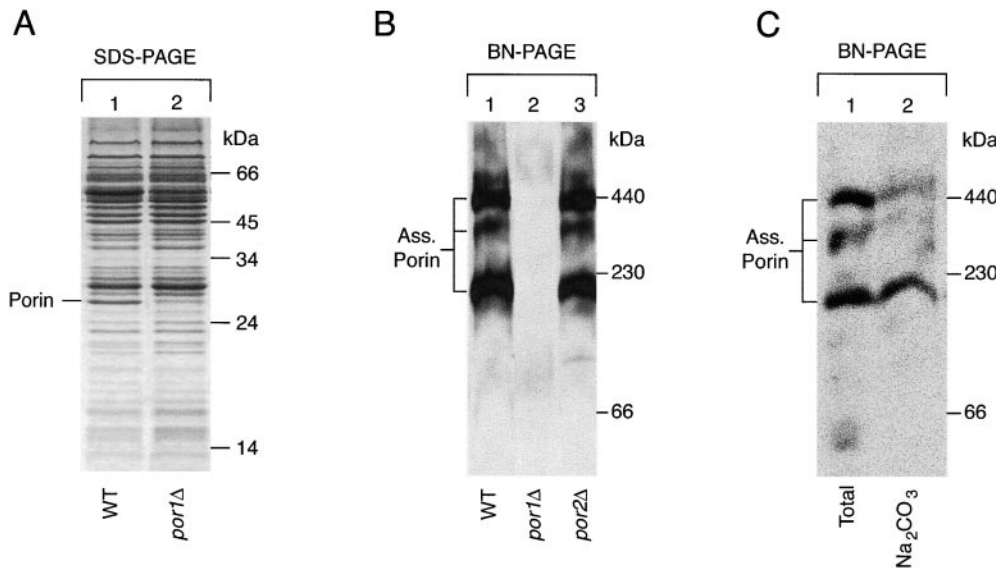 A
SDS-PAGE
1 2
kDa
66
45
34
Porin
24
14
WT
por1Δ
B
BN-PAGE
1 2 3
kDa
440
Ass.
Porin
230
66
WT
por1Δ
por2Δ
C
BN-PAGE
1 2
kDa
440
Ass.
Porin
230
66
Total
Na₂CO₃